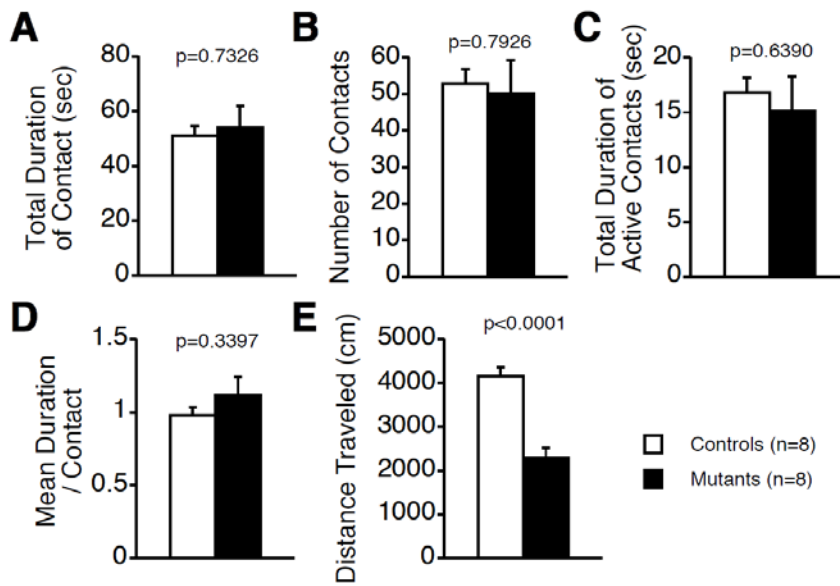 A
p=0.7326
Total Duration
of Contact (sec)
80
60
40
20
0
B
p=0.7926
Number of Contacts
60
50
40
30
20
10
0
C
p=0.6390
Total Duration of
Active Contacts (sec)
20
15
10
5
0
D
p=0.3397
Mean Duration
/ Contact
1.5
1
0.5
0
E
p<0.0001
Distance Traveled (cm)
5000
4000
3000
2000
1000
0
Controls (n=8)
Mutants (n=8)